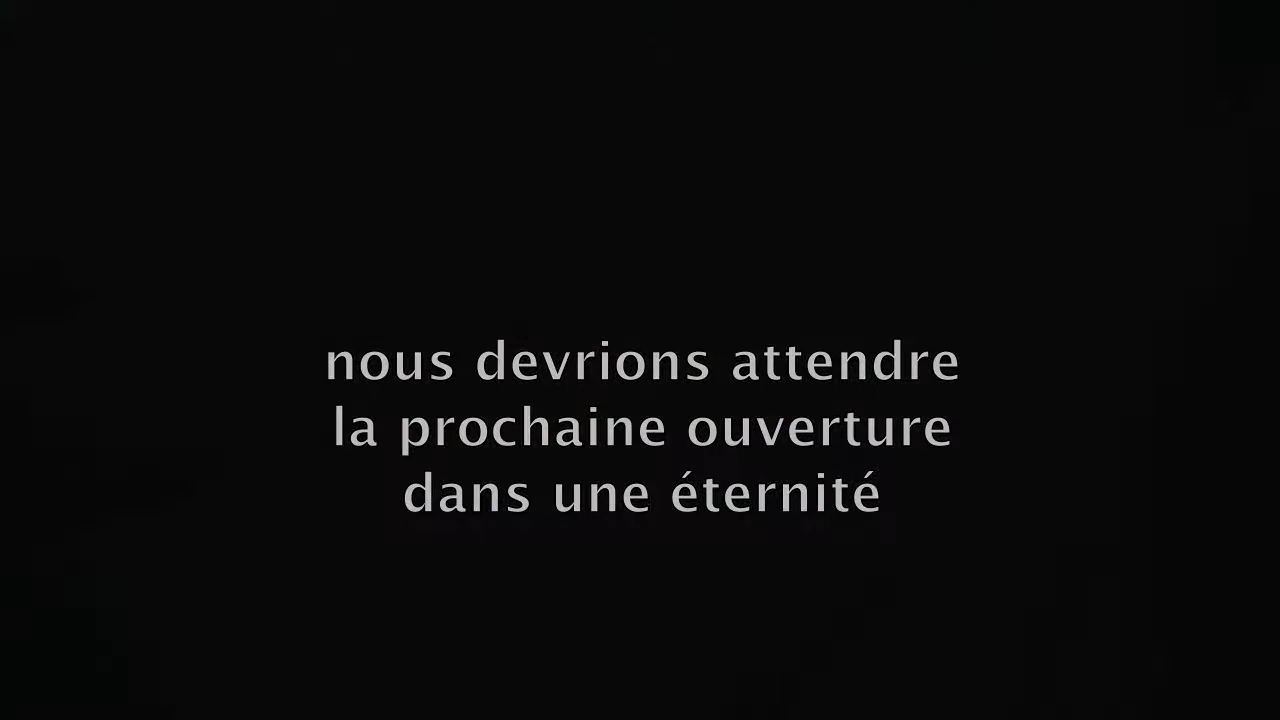 nous devrions attendre
la prochaine ouverture
dans une éternité